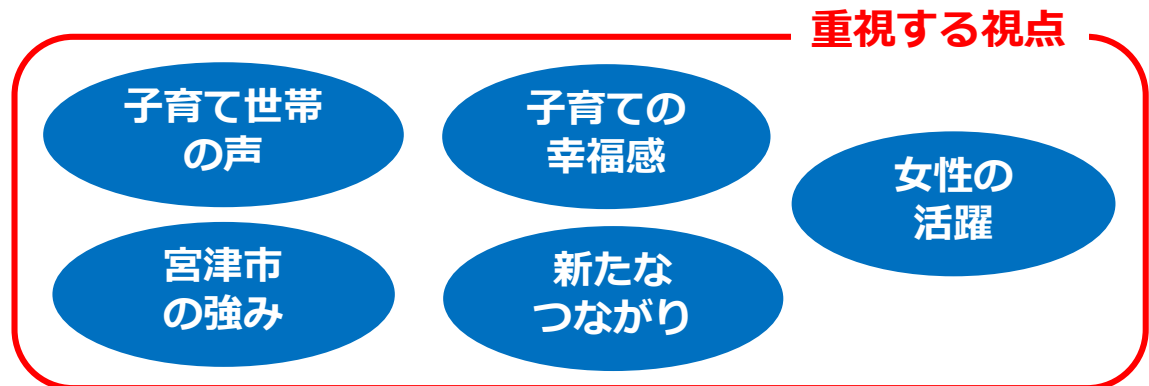 重視する視点
子育て世帯
の声
子育ての
幸福感
女性の
活躍
宮津市
の強み
新たな
つながり